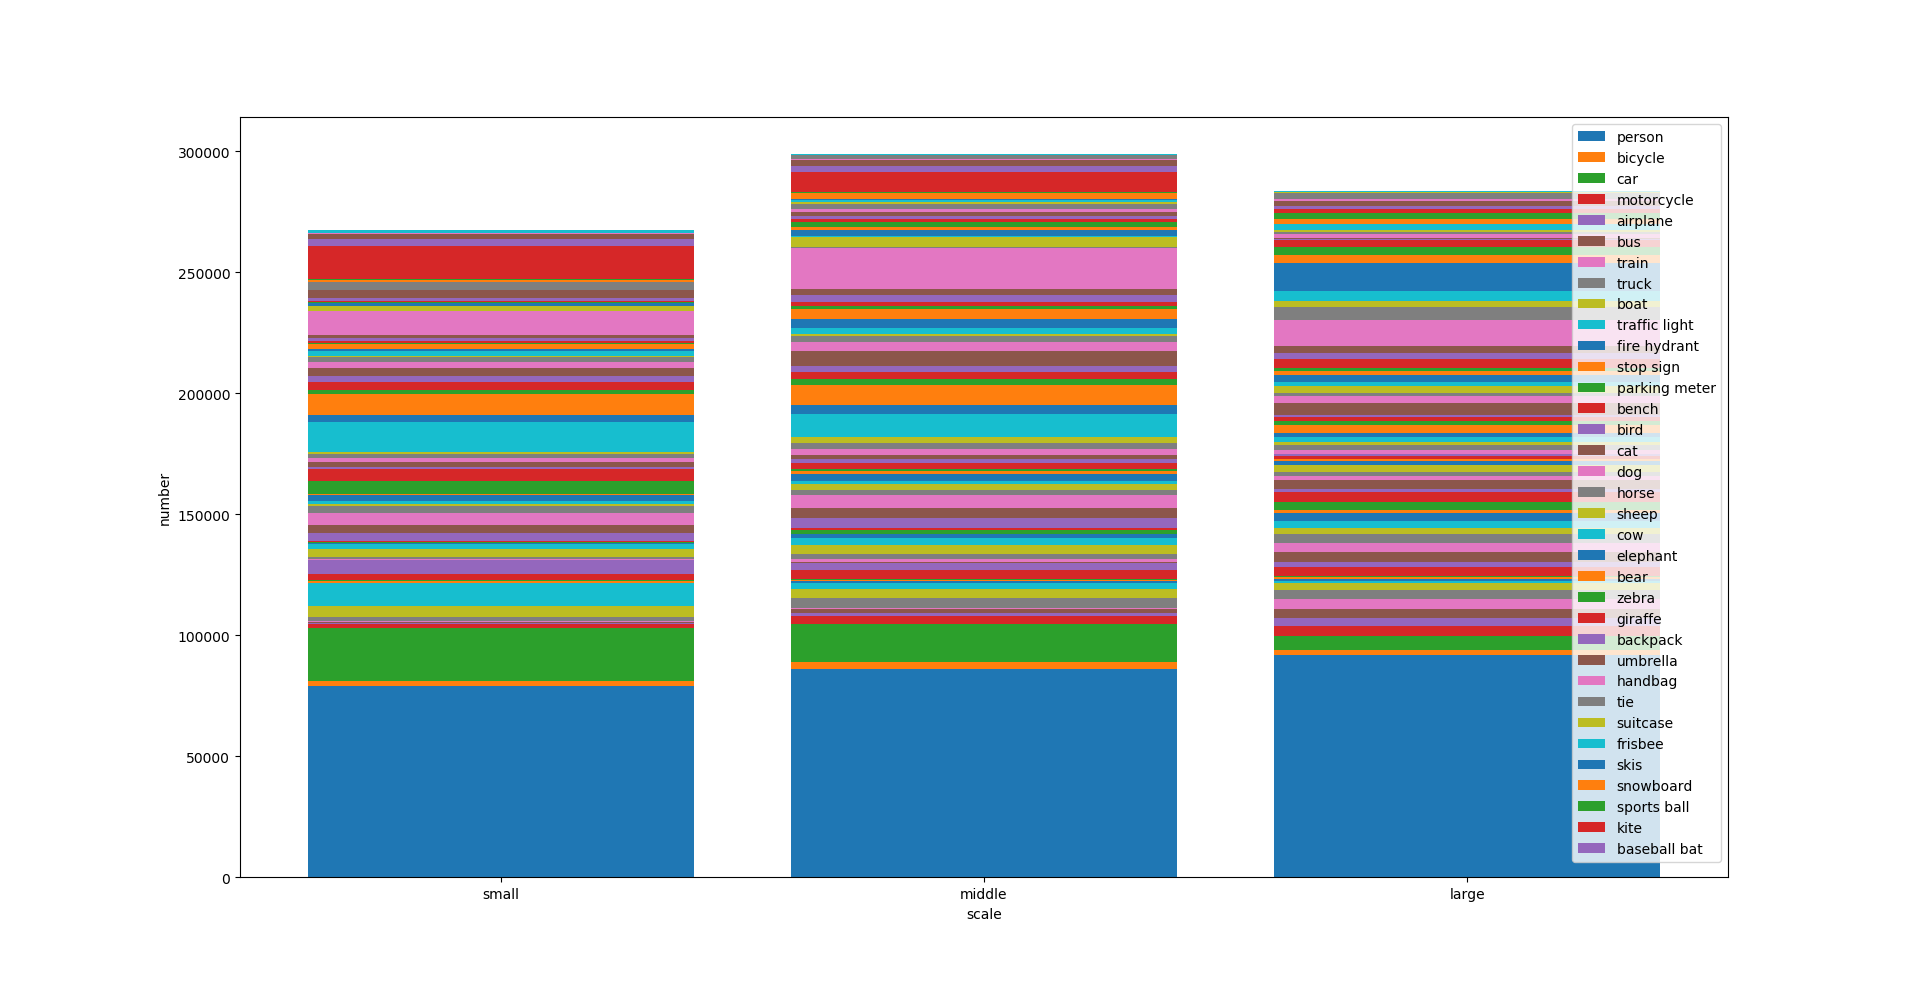 300000
250000
200000
150000
100000
50000
0
number
small
middle
large
scale
person
bicycle
car
motorcycle
airplane
bus
train
truck
boat
traffic light
fire hydrant
stop sign
parking meter
bench
bird
cat
dog
horse
sheep
cow
elephant
bear
zebra
giraffe
backpack
umbrella
handbag
tie
suitcase
frisbee
skis
snowboard
sports ball
kite
baseball bat